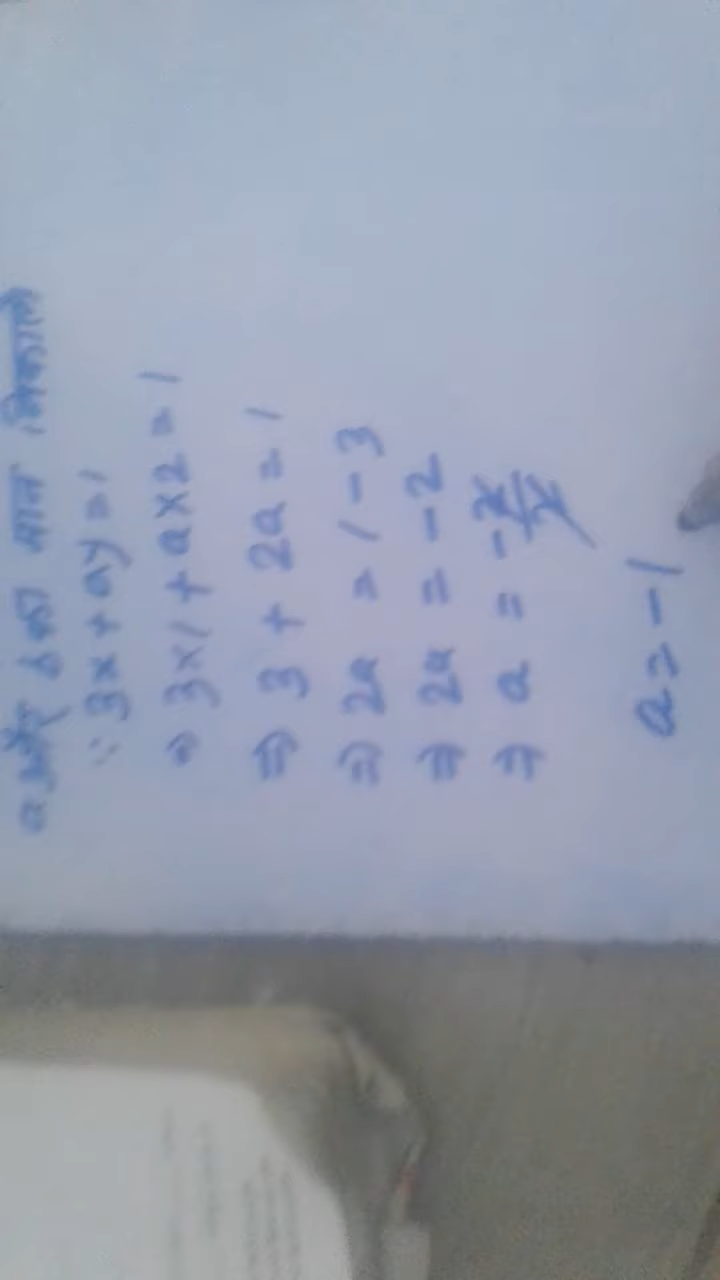 a और b का मान निकालें
∵ 3x + ay = 1
⇒ 3×1 + a×2 = 1
⇒ 3 + 2a = 1
⇒ 2a = 1 - 3
⇒ 2a = -2
⇒ a = -2/2
a = -1